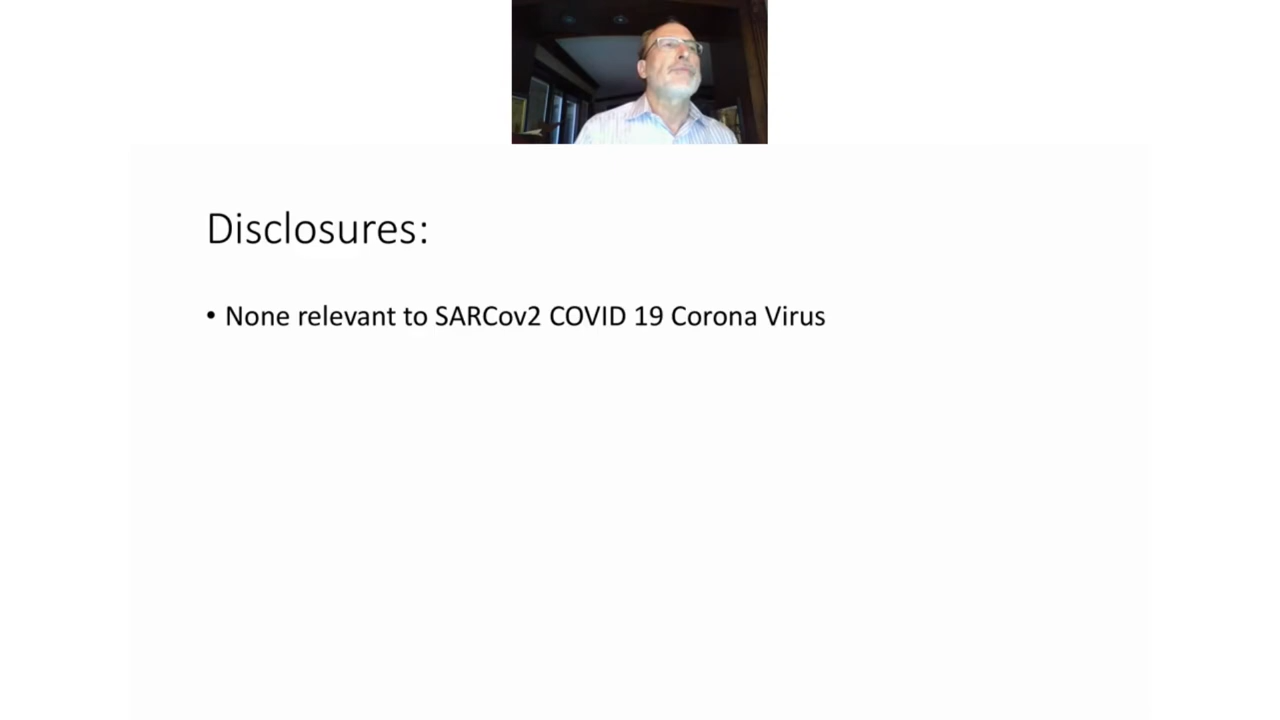 Disclosures:
• None relevant to SARCov2 COVID 19 Corona Virus